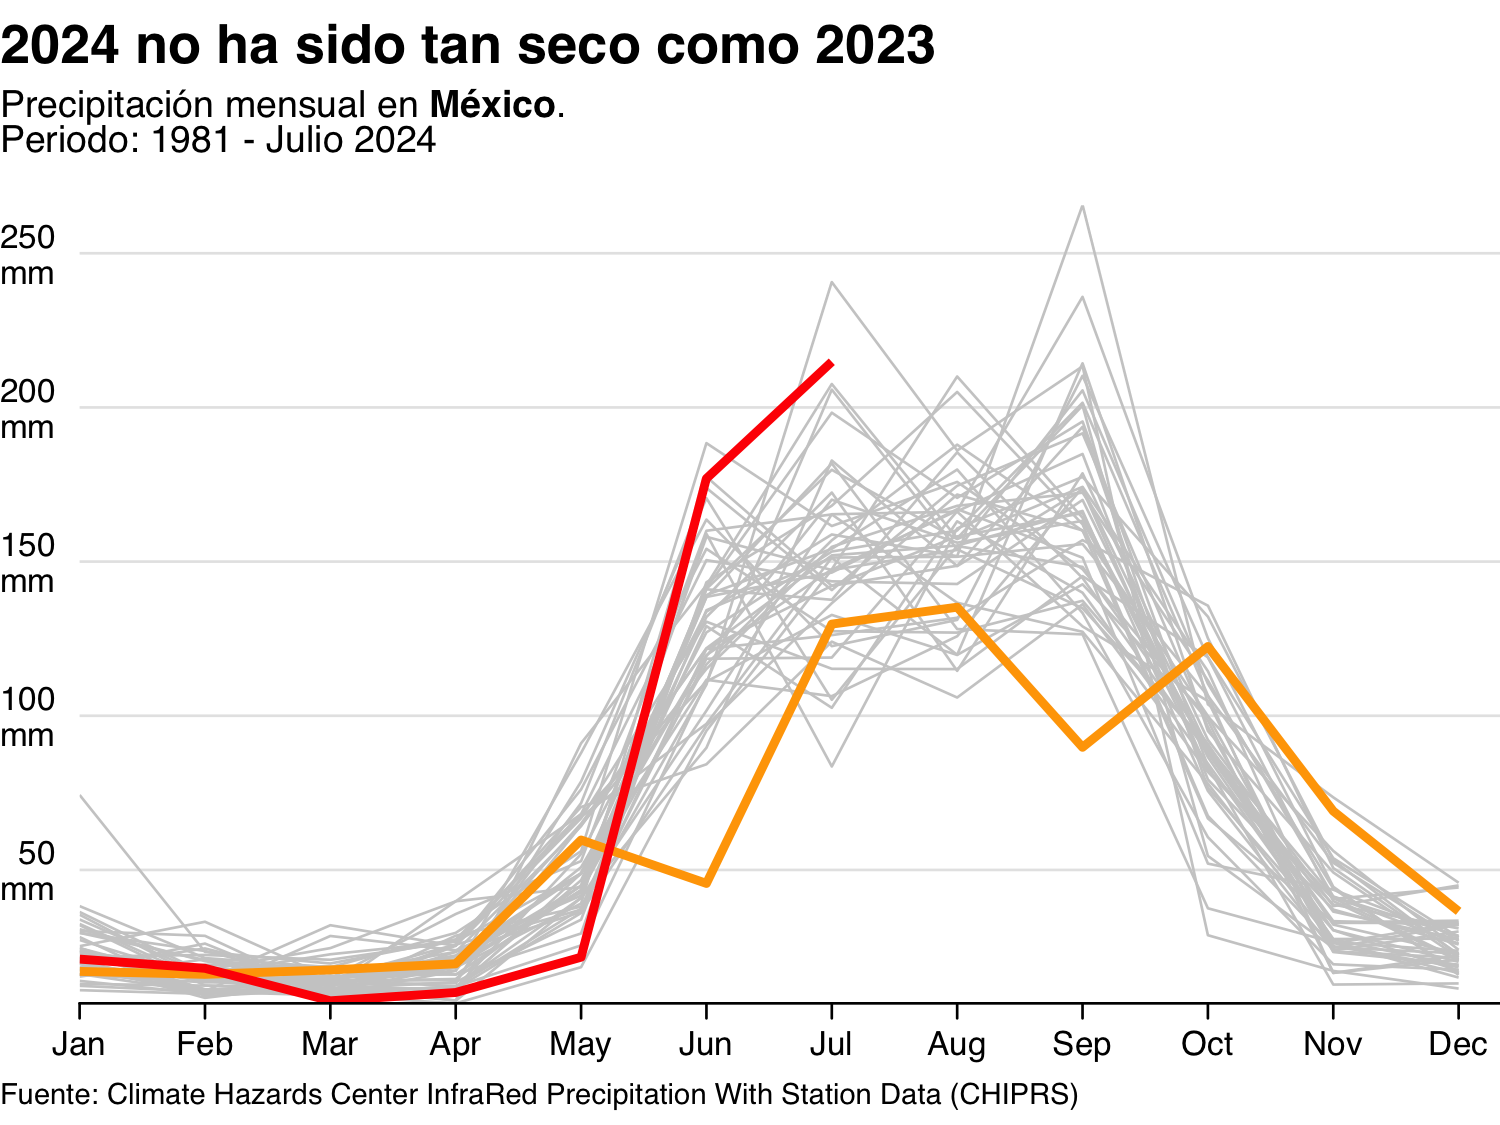 2024 no ha sido tan seco como 2023
Precipitación mensual en México.
Periodo: 1981 - Julio 2024
250
mm
200
mm
150
mm
100
mm
50
mm
Jan Feb Mar Apr May Jun Jul Aug Sep Oct Nov Dec
Fuente: Climate Hazards Center InfraRed Precipitation With Station Data (CHIPRS)